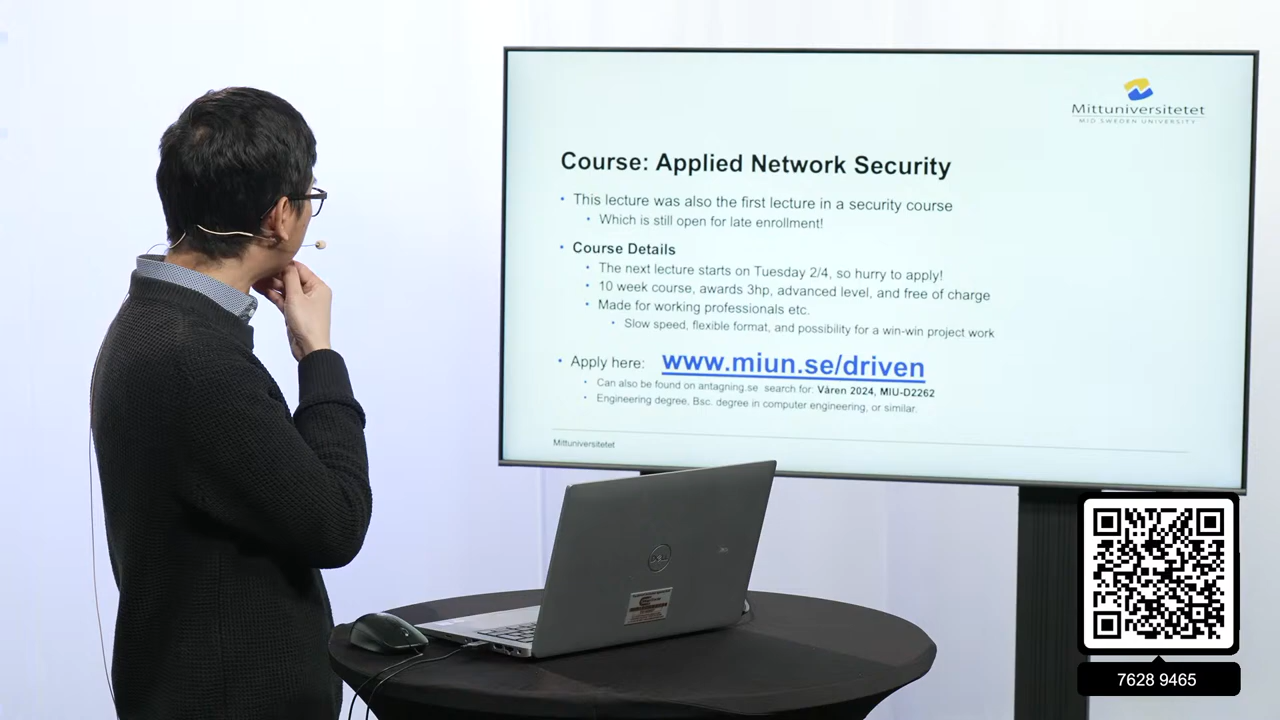 Mittuniversitetet
MID SWEDEN UNIVERSITY
Course: Applied Network Security
This lecture was also the first lecture in a security course
Which is still open for late enrollment!
Course Details
The next lecture starts on Tuesday 2/4, so hurry to apply!
10 week course, awards 3hp, advanced level, and free of charge
Made for working professionals etc.
Slow speed, flexible format, and possibility for a win-win project work
Apply here: www.miun.se/driven
Can also be found on antagning.se search for: Våren 2024, MIU-D2262
Engineering degree, Bsc. degree in computer engineering, or similar.
Mittuniversitetet
DELL
7628 9465